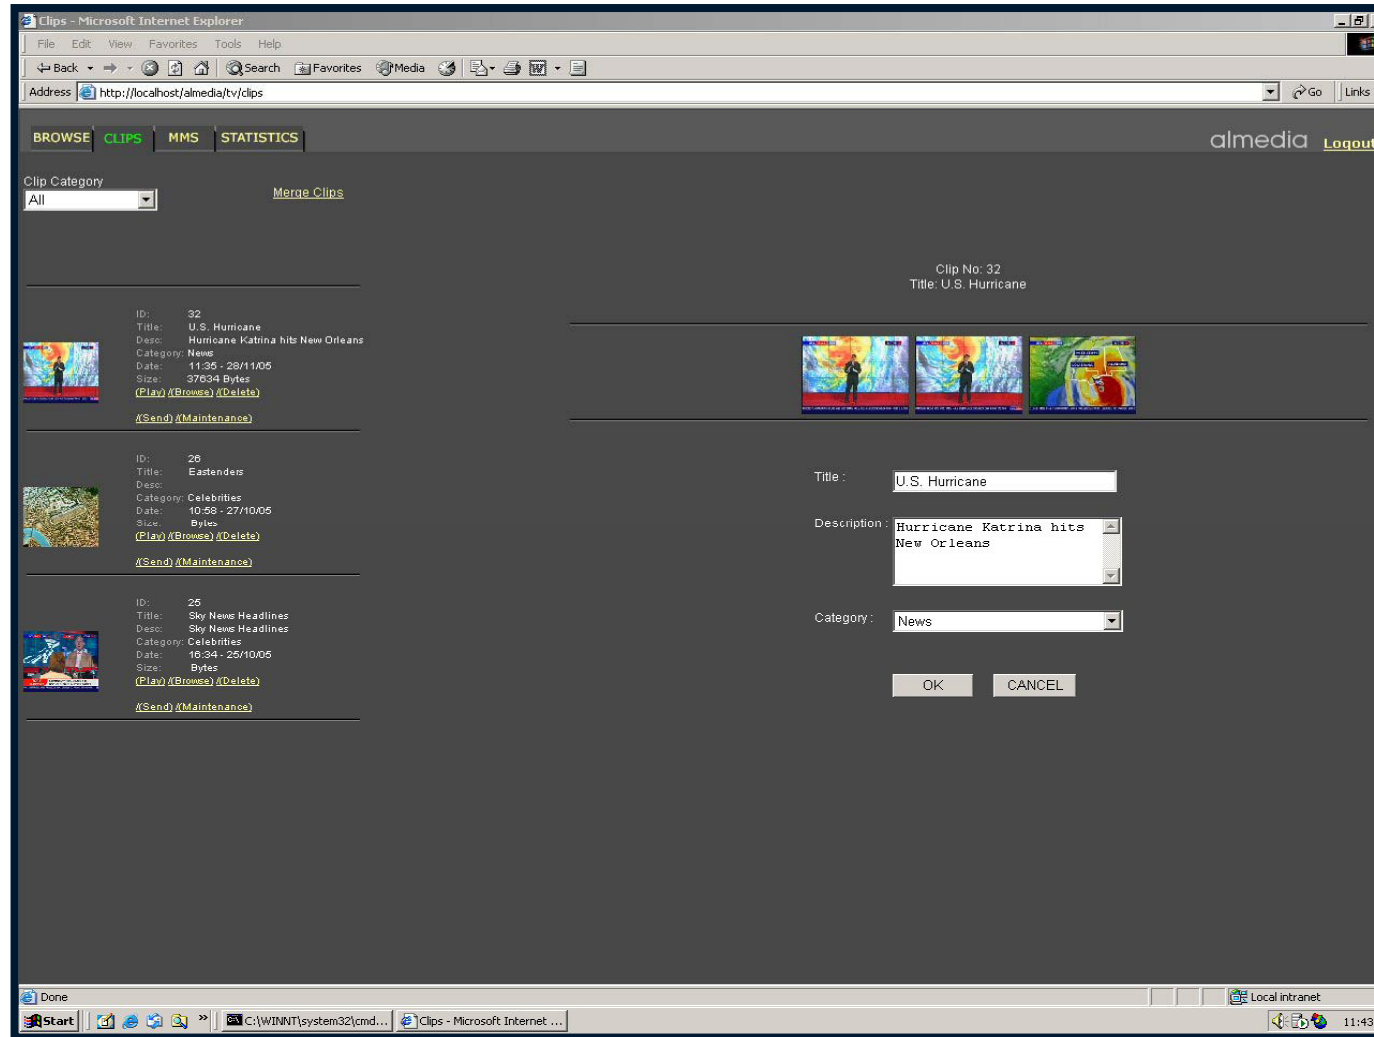 Clips - Microsoft Internet Explorer
File Edit View Favorites Tools Help
Back Search Favorites Media
Address http://localhost/almedia/tv/clips Go Links
BROWSE CLIPS MMS STATISTICS almedia Logout
Clip Category
All
Merge Clips
ID: 32
Title: U.S. Hurricane
Desc: Hurricane Katrina hits New Orleans
Category: News
Date: 11:35 - 28/11/05
Size: 37634 Bytes
(Play) /(Browse) /(Delete)
/(Send) /(Maintenance)
ID: 26
Title: Eastenders
Desc:
Category: Celebrities
Date: 10:58 - 27/10/05
Size: Bytes
(Play) /(Browse) /(Delete)
/(Send) /(Maintenance)
ID: 25
Title: Sky News Headlines
Desc: Sky News Headlines
Category: Celebrities
Date: 16:34 - 25/10/05
Size: Bytes
(Play) /(Browse) /(Delete)
/(Send) /(Maintenance)
Clip No: 32
Title: U.S. Hurricane
Title : U.S. Hurricane
Description : Hurricane Katrina hits
New Orleans
Category : News
OK CANCEL
Done Local intranet
Start C:\WINNT\system32\cmd... Clips - Microsoft Internet ... 11:43